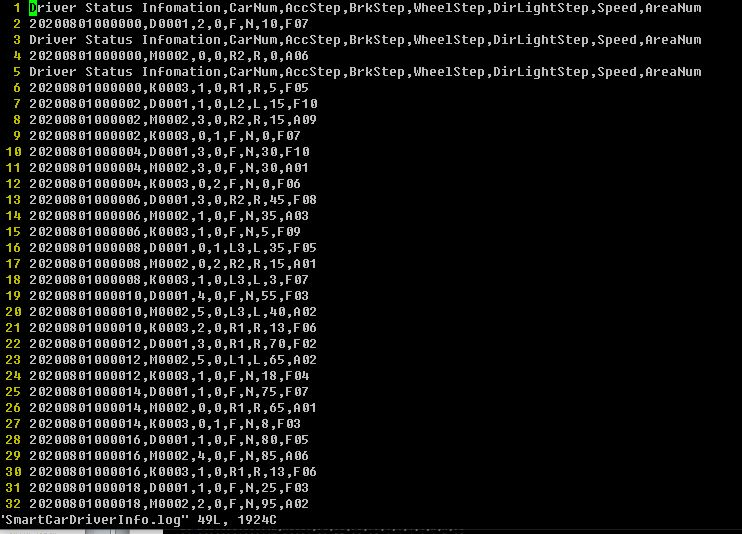 1 Driver Status Infomation,CarNum,AccStep,BrkStep,WheelStep,DirLightStep,Speed,AreaNum
2 20200801000000,D0001,2,0,F,N,10,F07
3 Driver Status Infomation,CarNum,AccStep,BrkStep,WheelStep,DirLightStep,Speed,AreaNum
4 20200801000000,M0002,0,0,R2,R,0,A06
5 Driver Status Infomation,CarNum,AccStep,BrkStep,WheelStep,DirLightStep,Speed,AreaNum
6 20200801000000,K0003,1,0,R1,R,5,F05
7 20200801000002,D0001,1,0,L2,L,15,F10
8 20200801000002,M0002,3,0,R2,R,15,A09
9 20200801000002,K0003,0,1,F,N,0,F07
10 20200801000004,D0001,3,0,F,N,30,F10
11 20200801000004,M0002,3,0,F,N,30,A01
12 20200801000004,K0003,0,2,F,N,0,F06
13 20200801000006,D0001,3,0,R2,R,45,F08
14 20200801000006,M0002,1,0,F,N,35,A03
15 20200801000006,K0003,1,0,F,N,5,F09
16 20200801000008,D0001,0,1,L3,L,35,F05
17 20200801000008,M0002,0,2,R2,R,15,A01
18 20200801000008,K0003,1,0,L3,L,3,F07
19 20200801000010,D0001,4,0,F,N,55,F03
20 20200801000010,M0002,5,0,L3,L,40,A02
21 20200801000010,K0003,2,0,R1,R,13,F06
22 20200801000012,D0001,3,0,R1,R,70,F02
23 20200801000012,M0002,5,0,L1,L,65,A02
24 20200801000012,K0003,1,0,F,N,18,F04
25 20200801000014,D0001,1,0,F,N,75,F07
26 20200801000014,M0002,0,0,R1,R,65,A01
27 20200801000014,K0003,0,1,F,N,8,F03
28 20200801000016,D0001,1,0,F,N,80,F05
29 20200801000016,M0002,4,0,F,N,85,A06
30 20200801000016,K0003,1,0,R1,R,13,F06
31 20200801000018,D0001,1,0,F,N,25,F03
32 20200801000018,M0002,2,0,F,N,95,A02
"SmartCarDriverInfo.log" 49L, 1924C